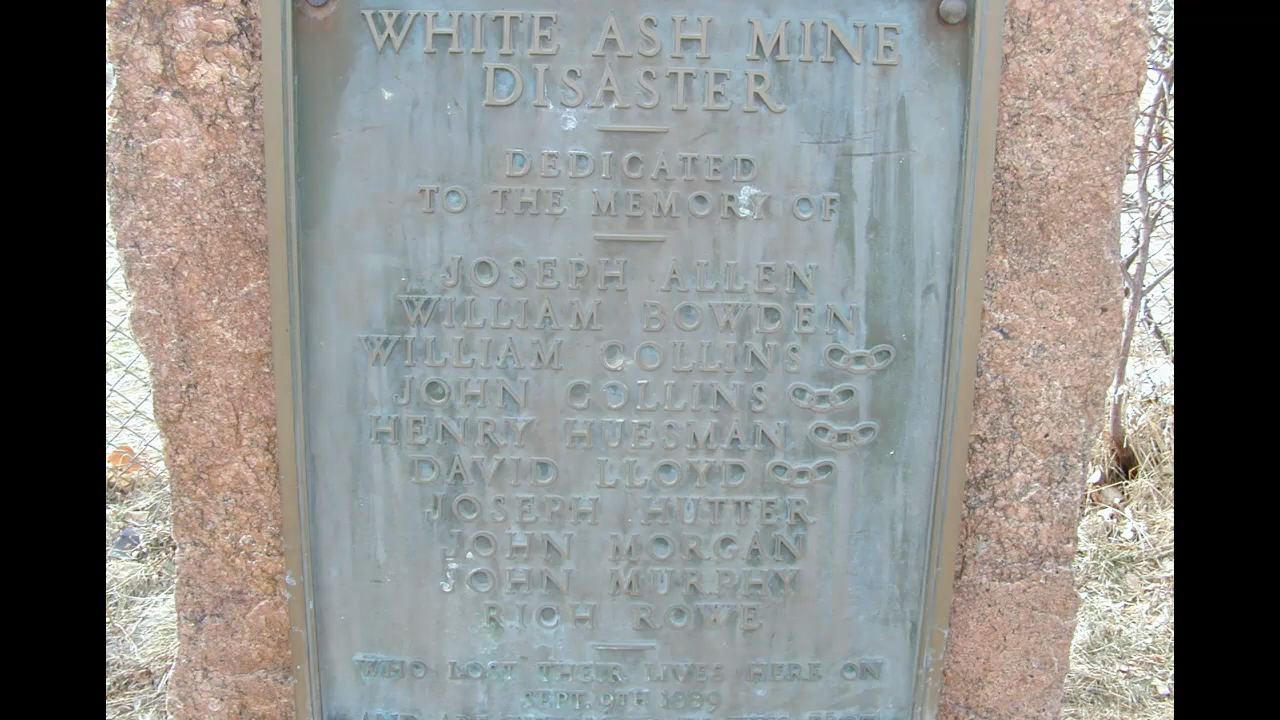 WHITE ASH MINE
DISASTER
DEDICATED
TO THE MEMORY OF
JOSEPH ALLEN
WILLIAM BOWDEN
WILLIAM COLLINS
JOHN COLLINS
HENRY HUESMAN
DAVID LLOYD
JOSEPH HUTTER
JOHN MORGAN
JOHN MURPHY
RICH ROWE
WHO LOST THEIR LIVES HERE ON
SEPT. 9TH 1889